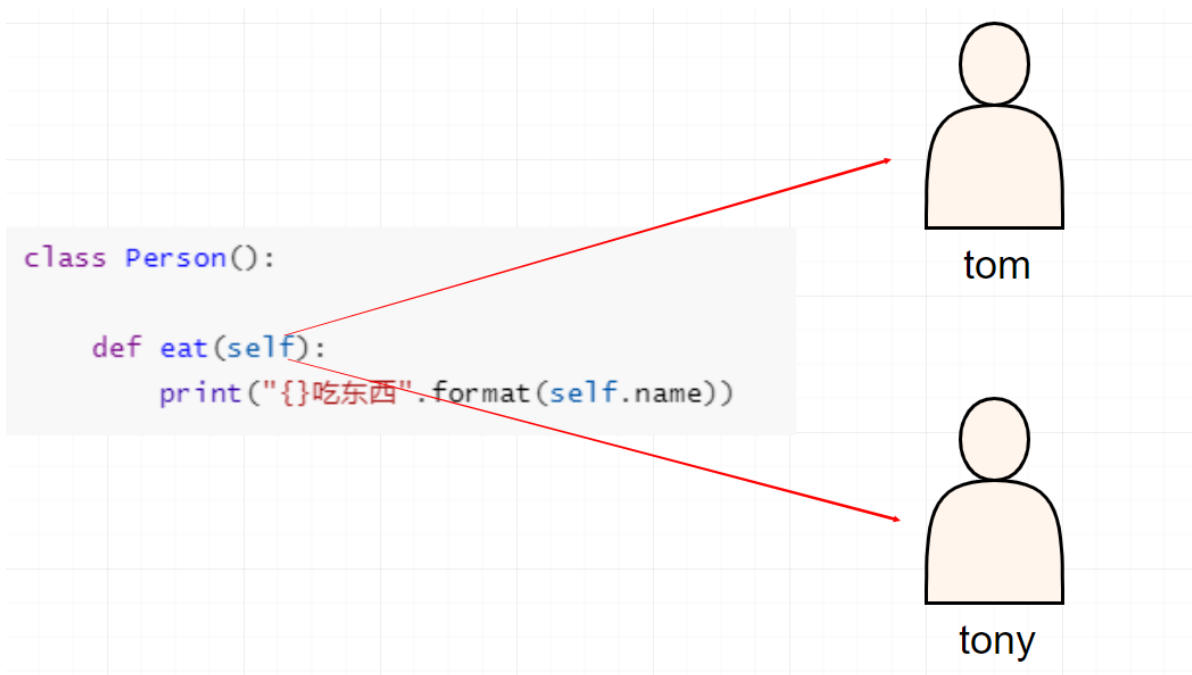 class Person():
    def eat(self):
        print("{}吃东西".format(self.name))
tom
tony